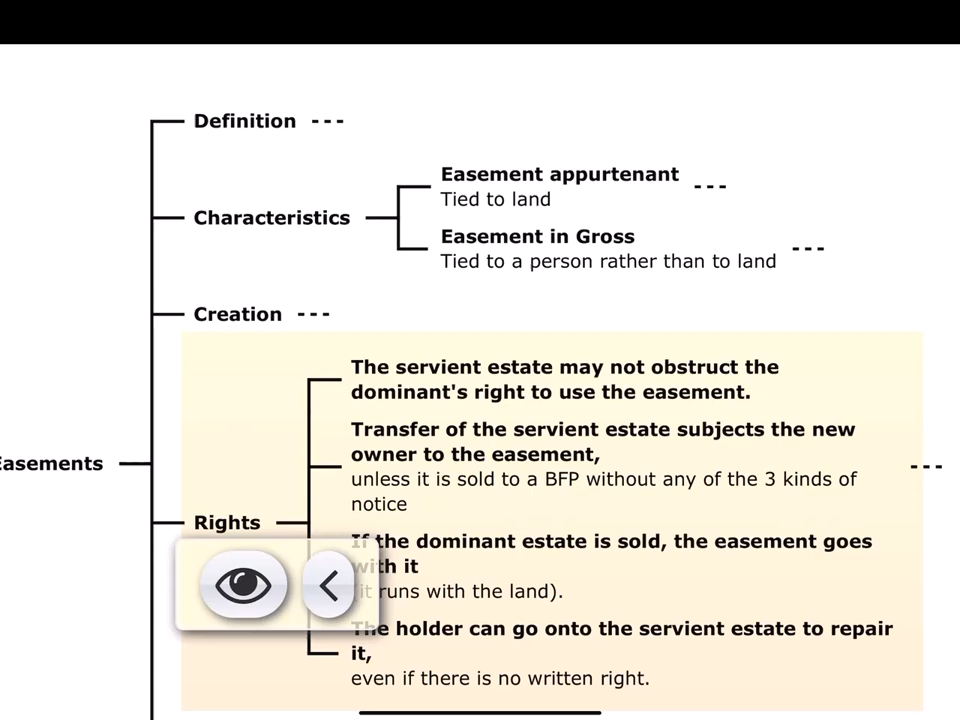 Definition ---
Easement appurtenant ---
Tied to land
Characteristics
Easement in Gross ---
Tied to a person rather than to land
Creation ---
The servient estate may not obstruct the
dominant's right to use the easement.
Transfer of the servient estate subjects the new
owner to the easement,
unless it is sold to a BFP without any of the 3 kinds of
notice
---
Easements
Rights
If the dominant estate is sold, the easement goes
with it
(it runs with the land).
The holder can go onto the servient estate to repair
it,
even if there is no written right.